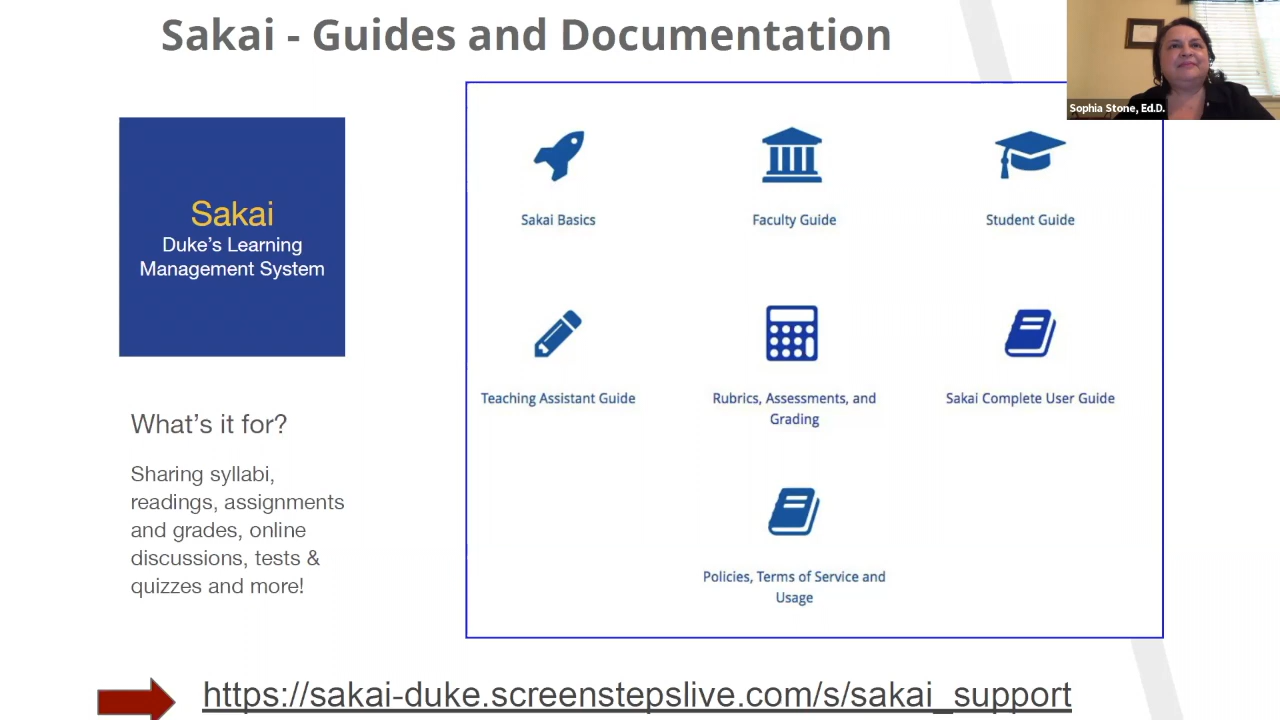 Sakai - Guides and Documentation
Sophia Stone, Ed.D.
Sakai
Duke’s Learning
Management System
What’s it for?
Sharing syllabi,
readings, assignments
and grades, online
discussions, tests &
quizzes and more!
Sakai Basics
Faculty Guide
Student Guide
Teaching Assistant Guide
Rubrics, Assessments, and
Grading
Sakai Complete User Guide
Policies, Terms of Service and
Usage
https://sakai-duke.screenstepslive.com/s/sakai_support